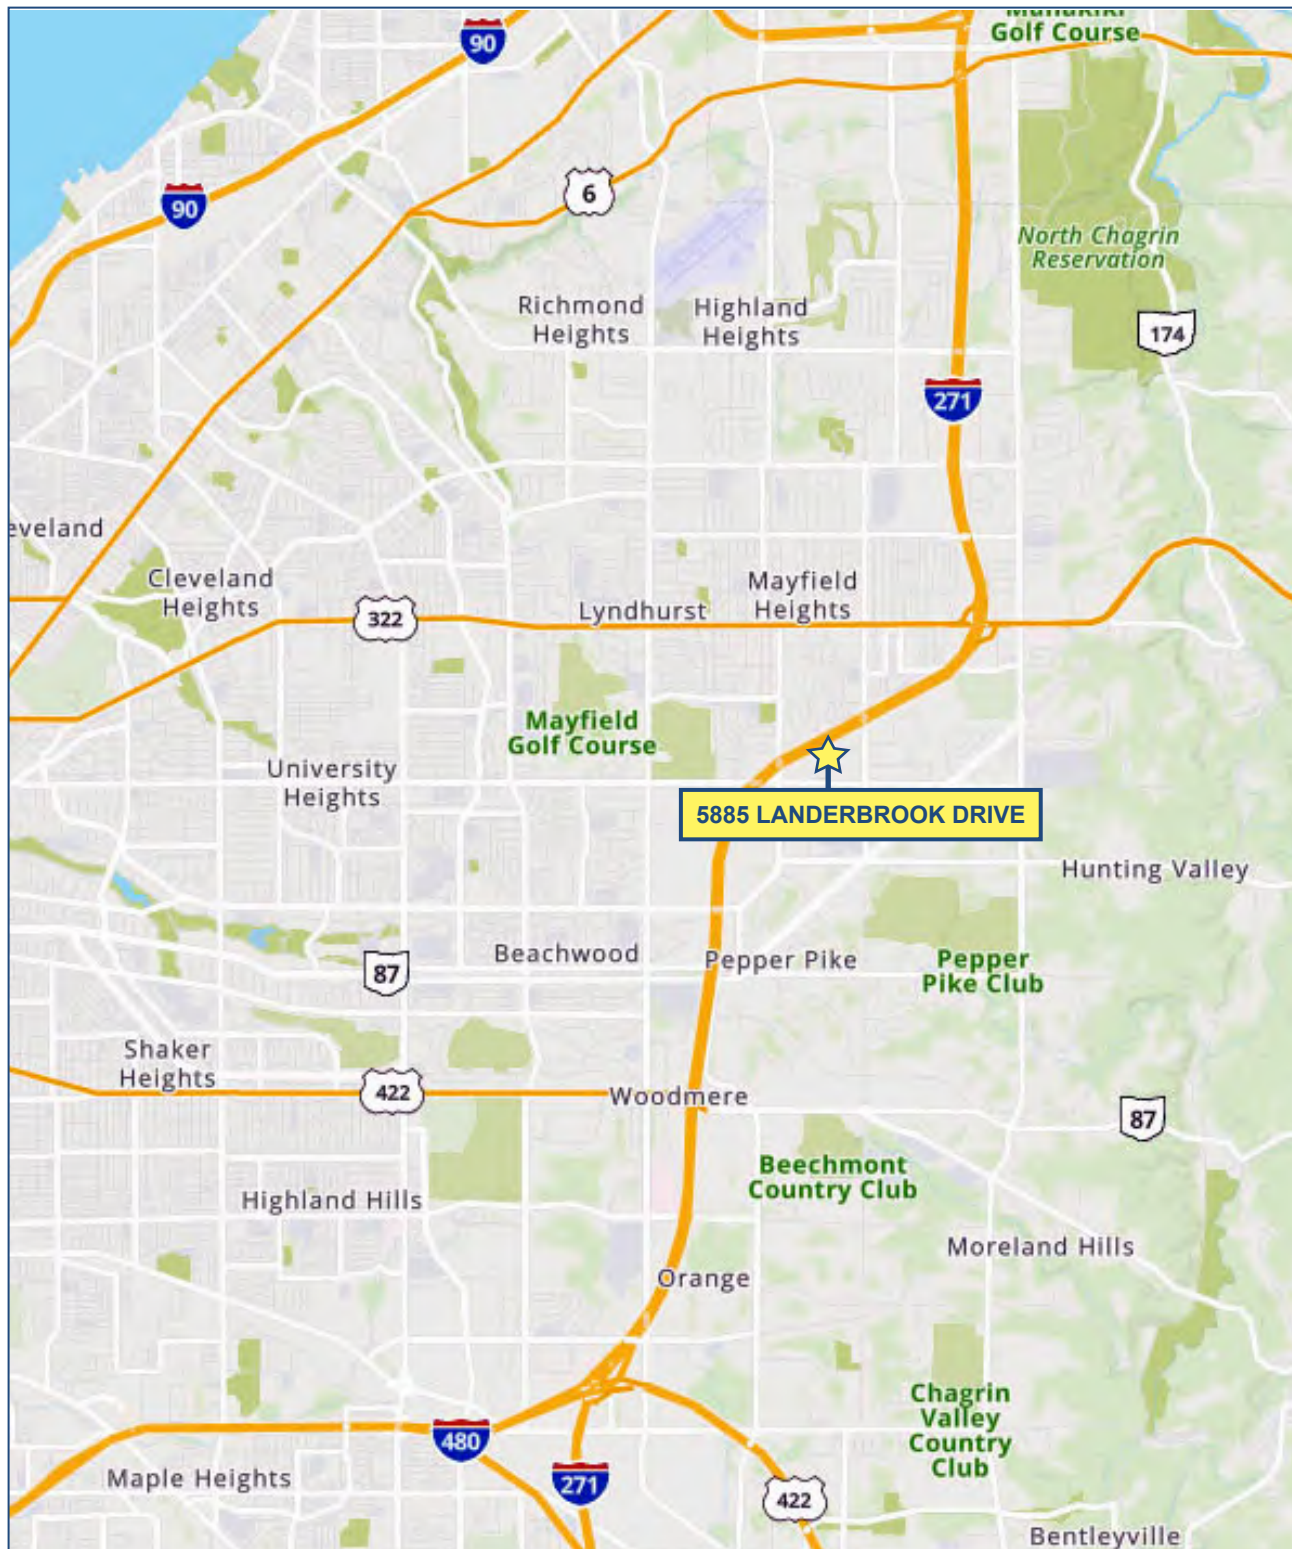 90
Golf Course
90
6
North Chagrin
Reservation
Richmond
Heights
Highland
Heights
174
271
eveland
Cleveland
Heights
322
Lyndhurst
Mayfield
Heights
Mayfield
Golf Course
University
Heights
5885 LANDERBROOK DRIVE
Hunting Valley
Beachwood
Pepper Pike
Pepper
Pike Club
87
Shaker
Heights
422
Woodmere
87
Beechmont
Country Club
Highland Hills
Moreland Hills
Orange
Chagrin
Valley
Country
Club
480
Maple Heights
271
422
Bentleyville